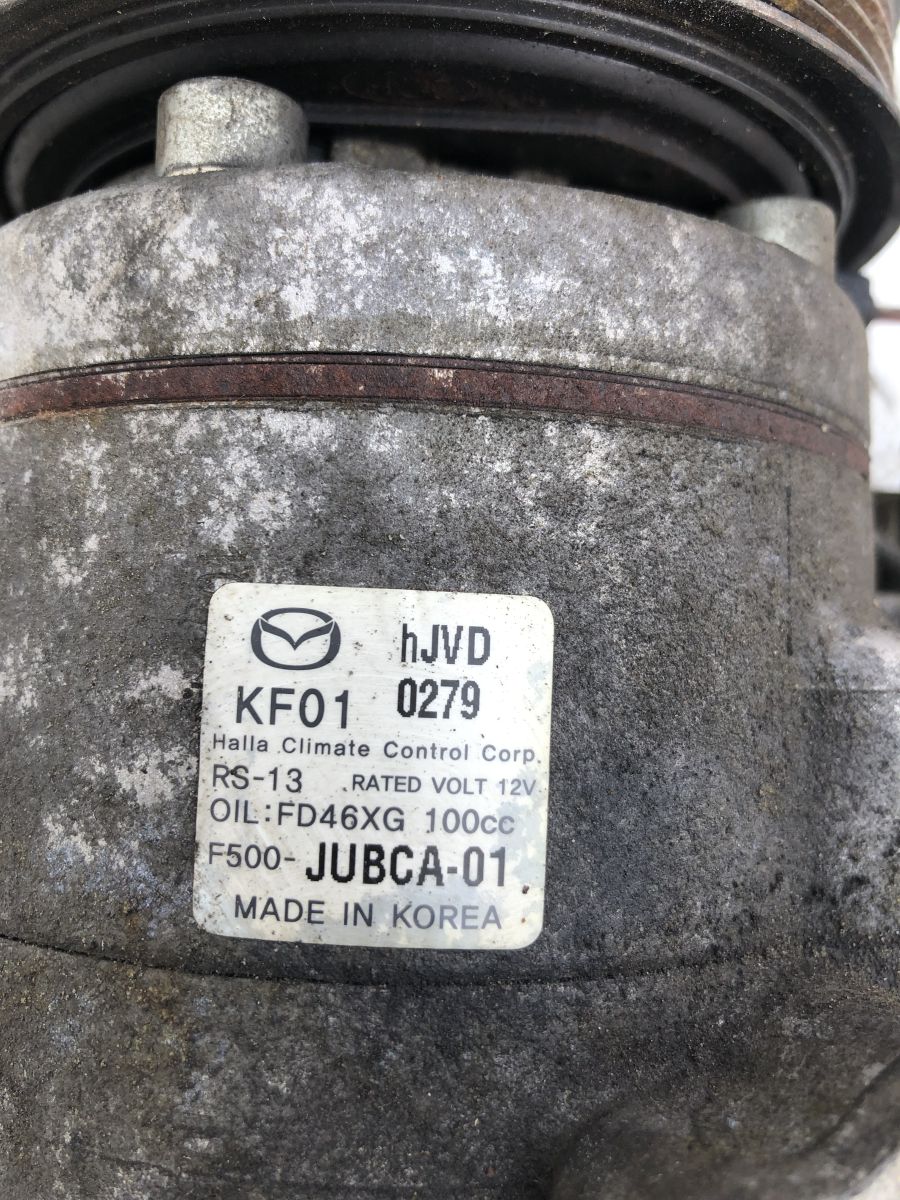 hJVD
KF01 0279
Halla Climate Control Corp.
RS-13 RATED VOLT 12V
OIL:FD46XG 100cc
F500-JUBCA-01
MADE IN KOREA